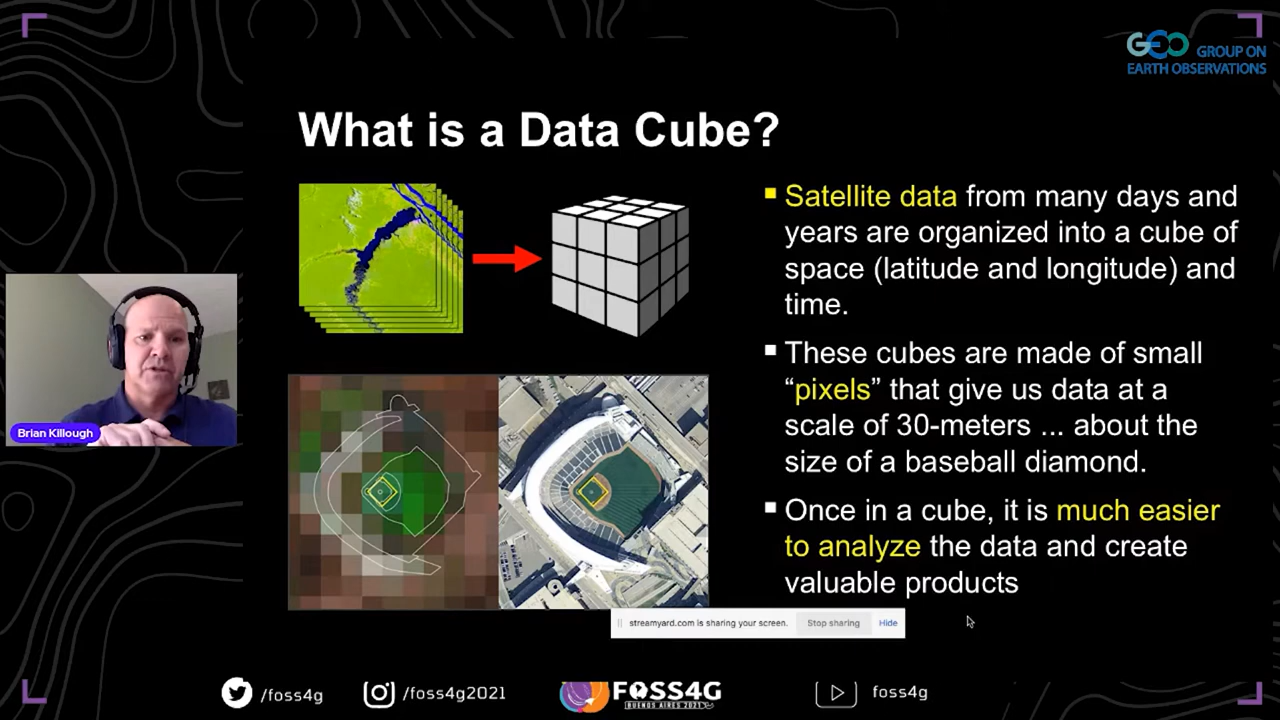 GEO GROUP ON
EARTH OBSERVATIONS
What is a Data Cube?
Satellite data from many days and
years are organized into a cube of
space (latitude and longitude) and
time.
These cubes are made of small
“pixels” that give us data at a
scale of 30-meters ... about the
size of a baseball diamond.
Once in a cube, it is much easier
to analyze the data and create
valuable products
Brian Killough
streamyard.com is sharing your screen.
Stop sharing
Hide
/foss4g
/foss4g2021
FOSS4G
BUENOS AIRES 2021
foss4g